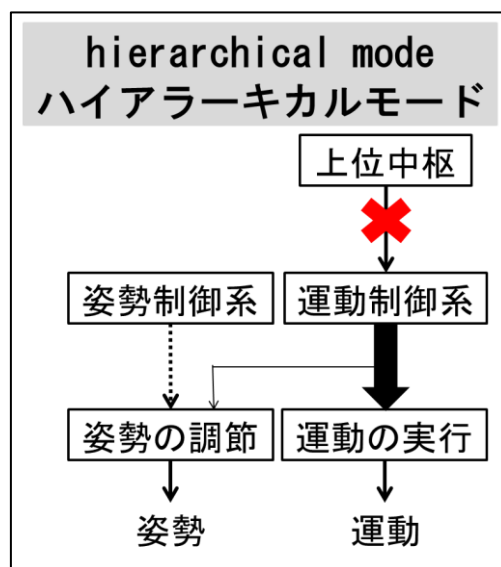 hierarchical mode
ハイアラーキカルモード
上位中枢
姿勢制御系
運動制御系
姿勢の調節
運動の実行
姿勢
運動